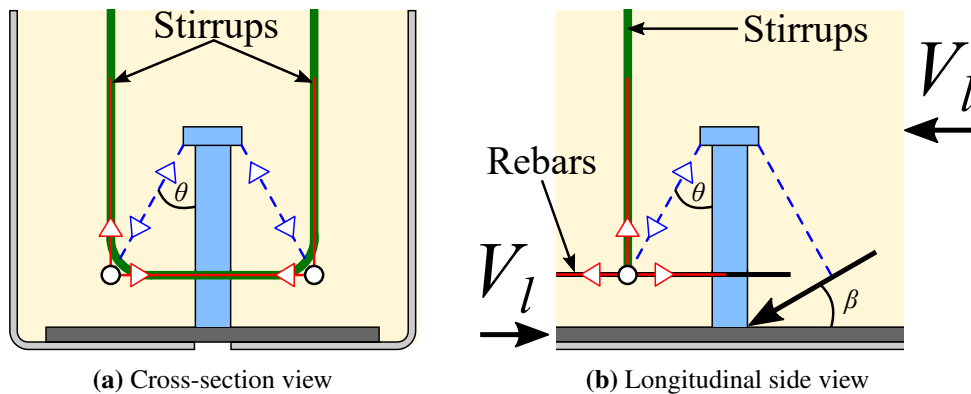 Stirrups
θ
(a) Cross-section view
Stirrups
V_l
Rebars
θ
V_l
β
(b) Longitudinal side view